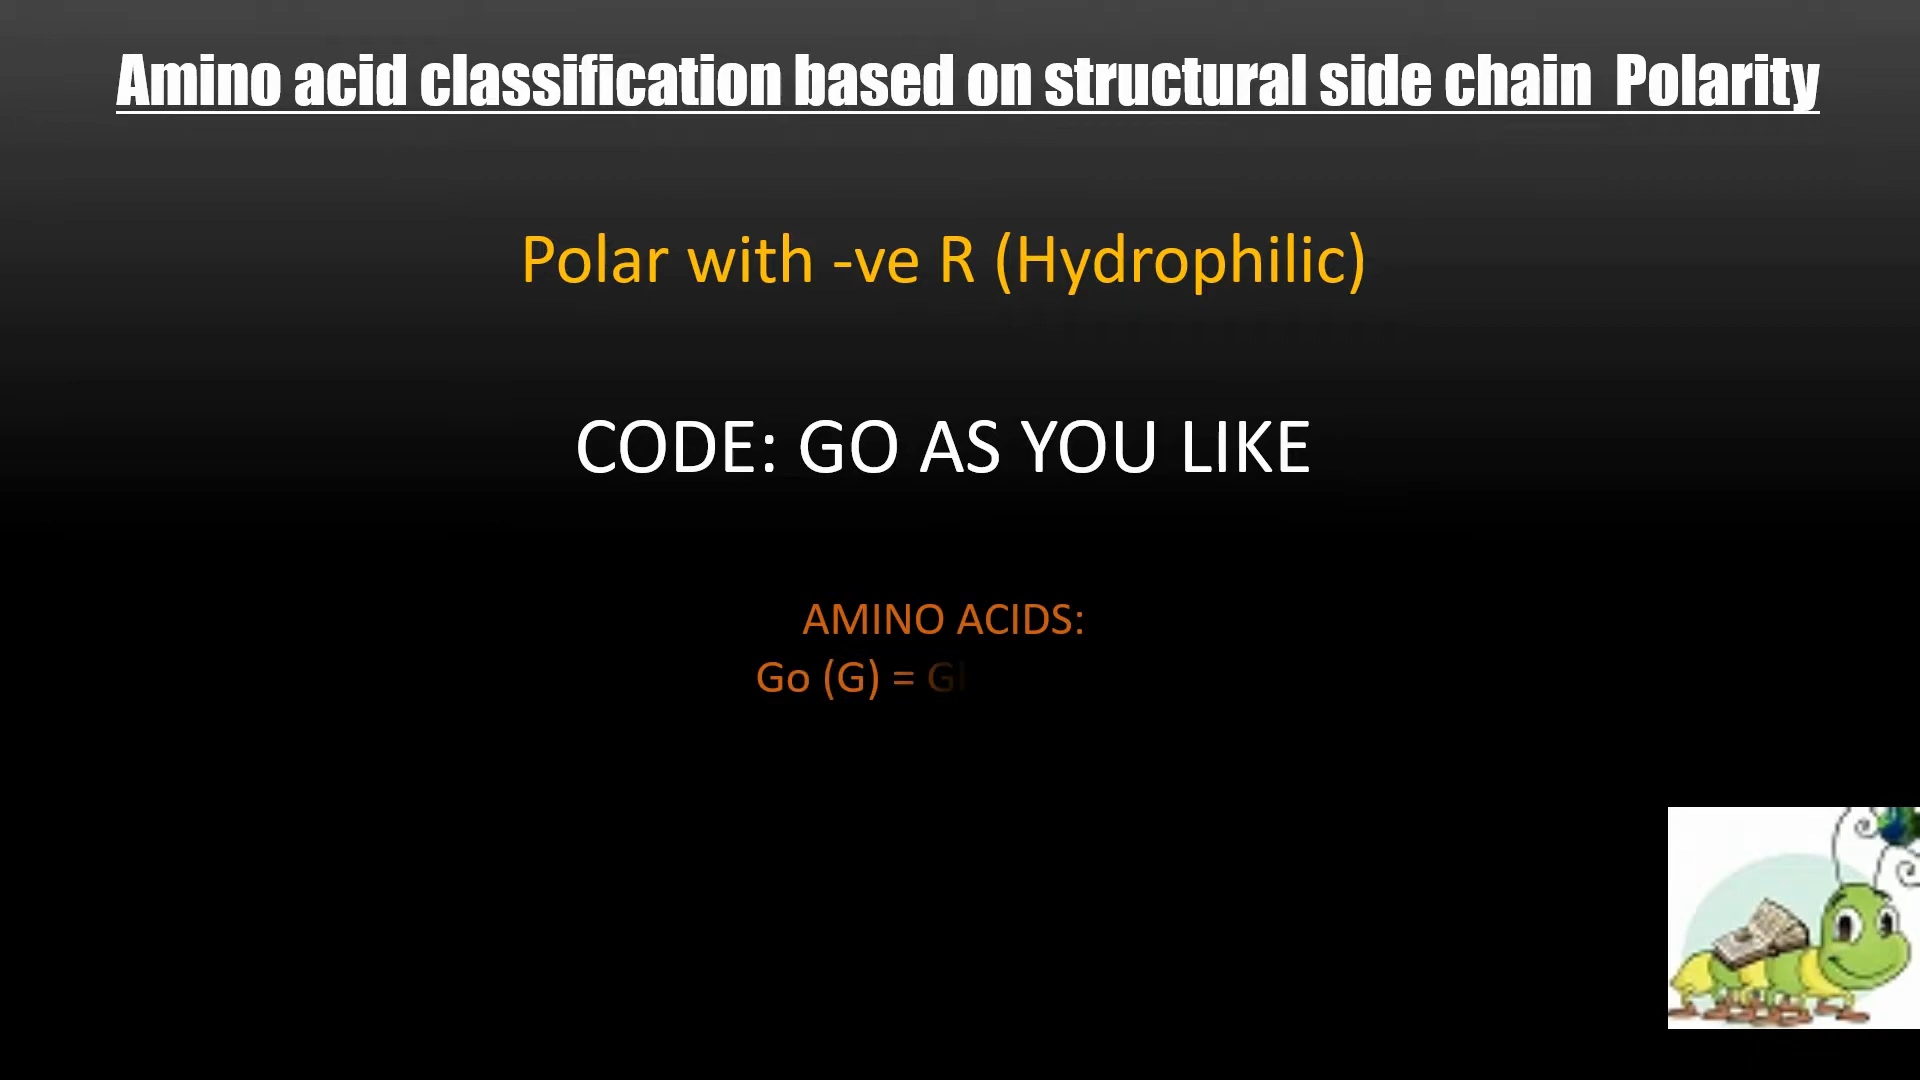 Amino acid classification based on structural side chain Polarity
Polar with -ve R (Hydrophilic)
CODE: GO AS YOU LIKE
AMINO ACIDS:
Go (G) = Gl